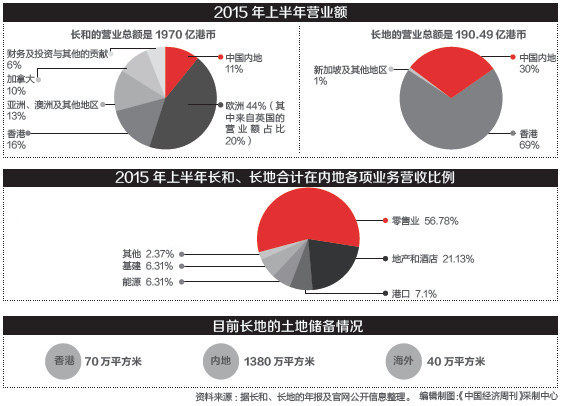 2015 年上半年营业额
长和的营业总额是 1970 亿港币
财务及投资与其他的贡献
6%
加拿大
10%
亚洲、澳洲及其他地区
13%
香港
16%
中国内地
11%
欧洲 44%（其
中来自英国的
营业额占比
20%）
长地的营业总额是 190.49 亿港币
新加坡及其他地区
1%
中国内地
30%
香港
69%
2015 年上半年长和、长地合计在内地各项业务营收比例
零售业 56.78%
其他 2.37%
基建 6.31%
能源 6.31%
地产和酒店 21.13%
港口 7.1%
目前长地的土地储备情况
香港 70 万平方米
内地 1380 万平方米
海外 40 万平方米
资料来源：据长和、长地的年报及官网公开信息整理。 编辑制图：《中国经济周刊》采制中心